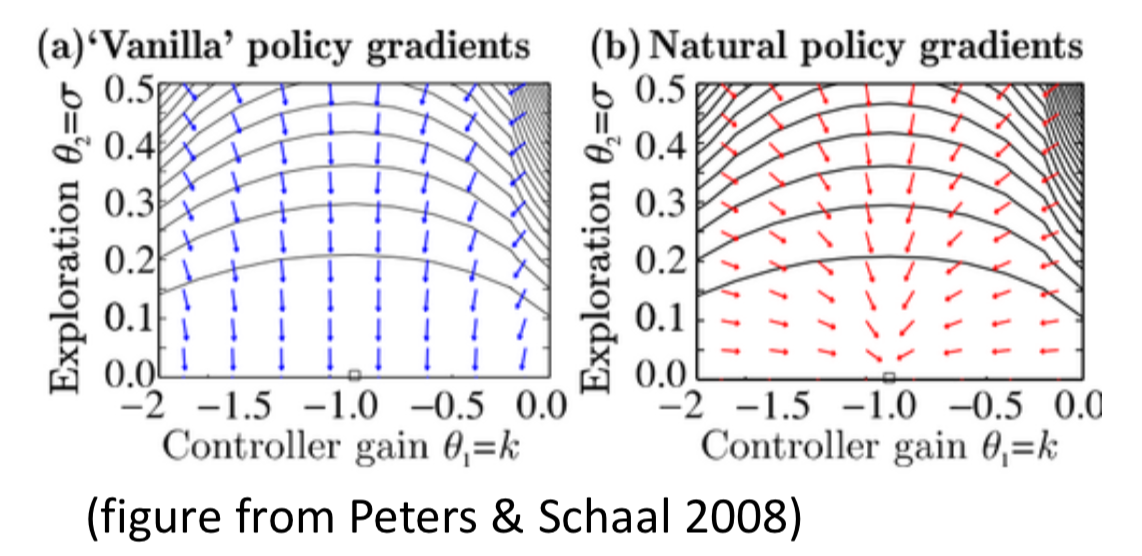 (a) ‘Vanilla’ policy gradients
(b) Natural policy gradients
Exploration θ₂=σ
0.5
0.4
0.3
0.2
0.1
0.0
−2 −1.5 −1.0 −0.5 0.0
Controller gain θ₁=k
Exploration θ₂=σ
0.5
0.4
0.3
0.2
0.1
0.0
−2 −1.5 −1.0 −0.5 0.0
Controller gain θ₁=k
(figure from Peters & Schaal 2008)